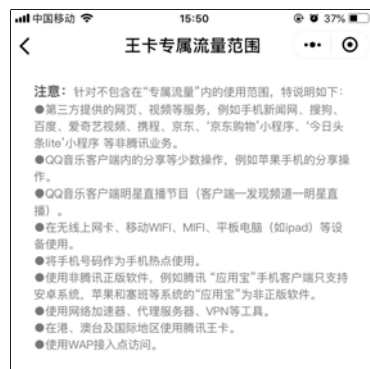 中国移动 15:50 37%
王卡专属流量范围
注意：针对不包含在“专属流量”内的使用范围，特说明如下：
●第三方提供的网页、视频等服务，例如手机新闻网、搜狗、
百度、爱奇艺视频、携程、京东、‘京东购物’小程序、‘今日头
条lite’小程序 等非腾讯业务。
●QQ音乐客户端内的分享等少数操作，例如苹果手机的分享操
作。
●QQ音乐客户端明星直播节目（客户端—发现频道—明星直
播）。
●在无线上网卡、移动WIFI、MIFI、平板电脑（如ipad）等设
备使用。
●将手机号码作为手机热点使用。
●使用非腾讯正版软件，例如腾讯 “应用宝”手机客户端只支持
安卓系统，苹果和塞班等系统的“应用宝”为非正版软件。
●使用网络加速器、代理服务器、VPN等工具。
●在港、澳台及国际地区使用腾讯王卡。
●使用WAP接入点访问。